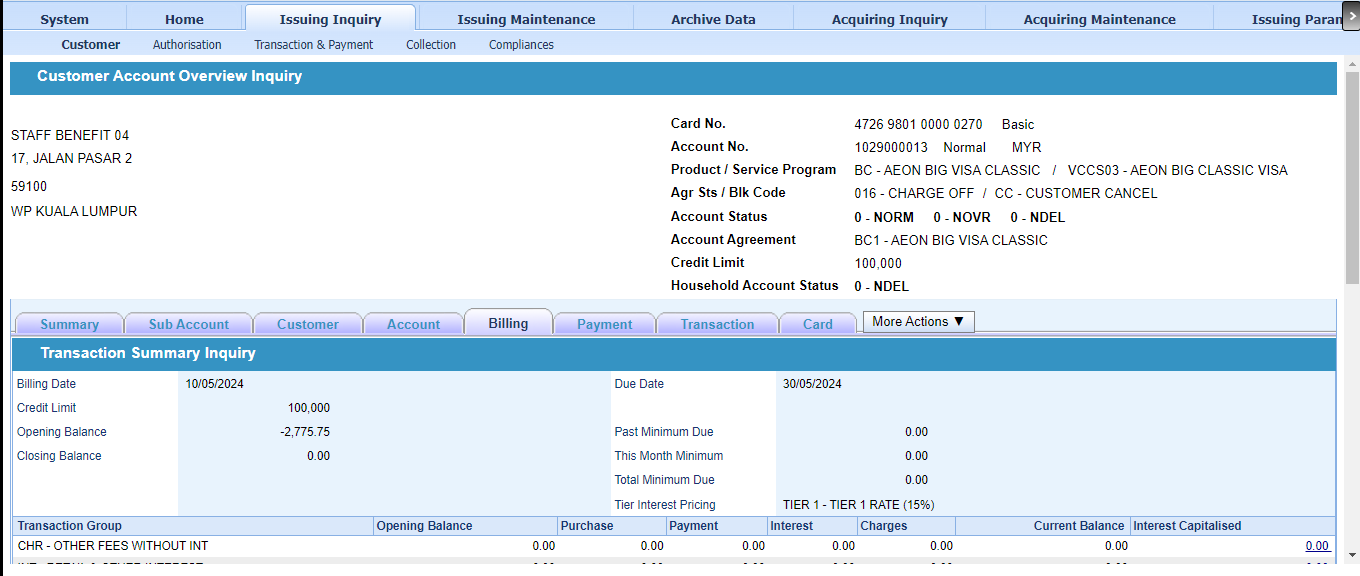 System Home Issuing Inquiry Issuing Maintenance Archive Data Acquiring Inquiry Acquiring Maintenance Issuing Paran >
Customer Authorisation Transaction & Payment Collection Compliances
Customer Account Overview Inquiry
STAFF BENEFIT 04
17, JALAN PASAR 2
59100
WP KUALA LUMPUR
Card No. 4726 9801 0000 0270 Basic
Account No. 1029000013 Normal MYR
Product / Service Program BC - AEON BIG VISA CLASSIC / VCCS03 - AEON BIG CLASSIC VISA
Agr Sts / Blk Code 016 - CHARGE OFF / CC - CUSTOMER CANCEL
Account Status 0 - NORM 0 - NOVR 0 - NDEL
Account Agreement BC1 - AEON BIG VISA CLASSIC
Credit Limit 100,000
Household Account Status 0 - NDEL
Summary Sub Account Customer Account Billing Payment Transaction Card More Actions ▼
Transaction Summary Inquiry
Billing Date 10/05/2024 Due Date 30/05/2024
Credit Limit 100,000
Opening Balance -2,775.75 Past Minimum Due 0.00
Closing Balance 0.00 This Month Minimum 0.00
Total Minimum Due 0.00
Tier Interest Pricing TIER 1 - TIER 1 RATE (15%)
Transaction Group Opening Balance Purchase Payment Interest Charges Current Balance Interest Capitalised
CHR - OTHER FEES WITHOUT INT 0.00 0.00 0.00 0.00 0.00 0.00 0.00